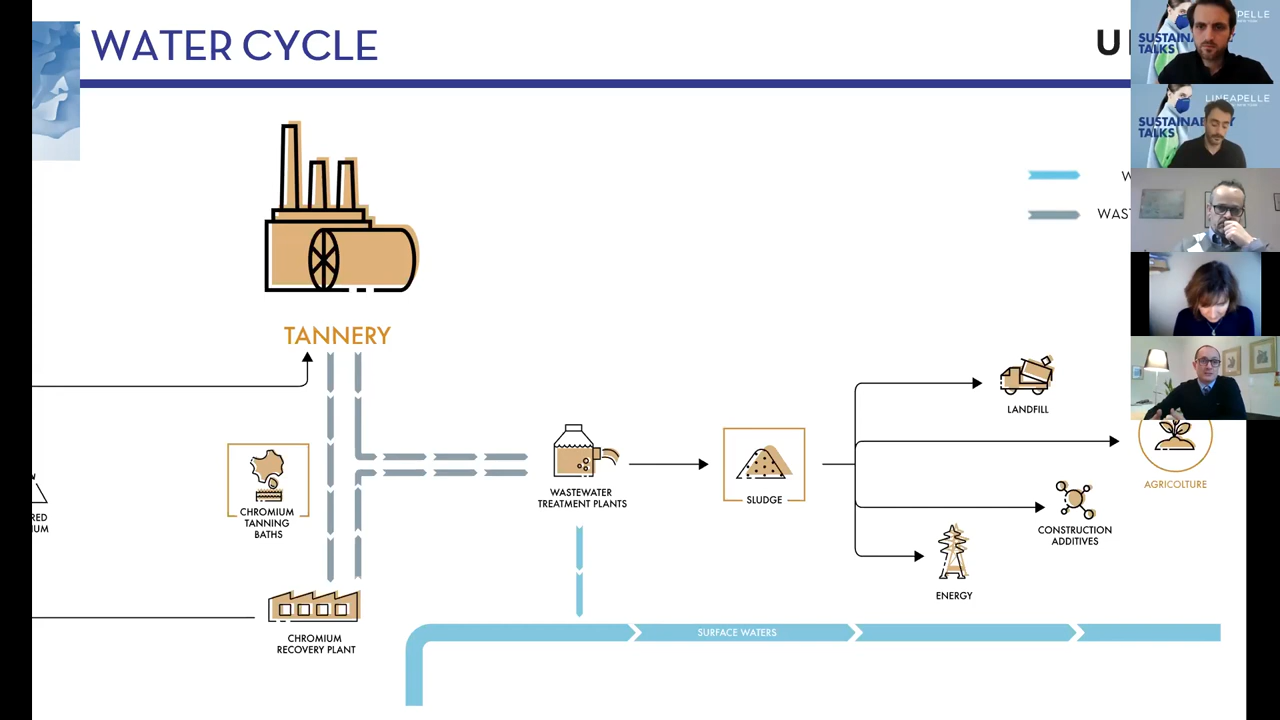 WATER CYCLE
U
LINEAPELLE
SUSTAINABILITY
TALKS
TANNERY
CHROMIUM
TANNING
BATHS
CHROMIUM
RECOVERY PLANT
WASTEWATER
TREATMENT PLANTS
SLUDGE
LANDFILL
AGRICOLTURE
CONSTRUCTION
ADDITIVES
ENERGY
SURFACE WATERS